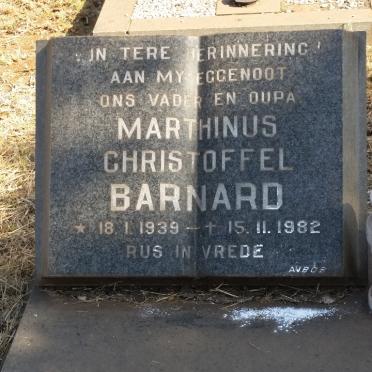 IN TERE HERINNERING
AAN MY EGGENOOT
ONS VADER EN OUPA
MARTHINUS
CHRISTOFFEL
BARNARD
* 18.1.1939 — † 15.11.1982
RUS IN VREDE